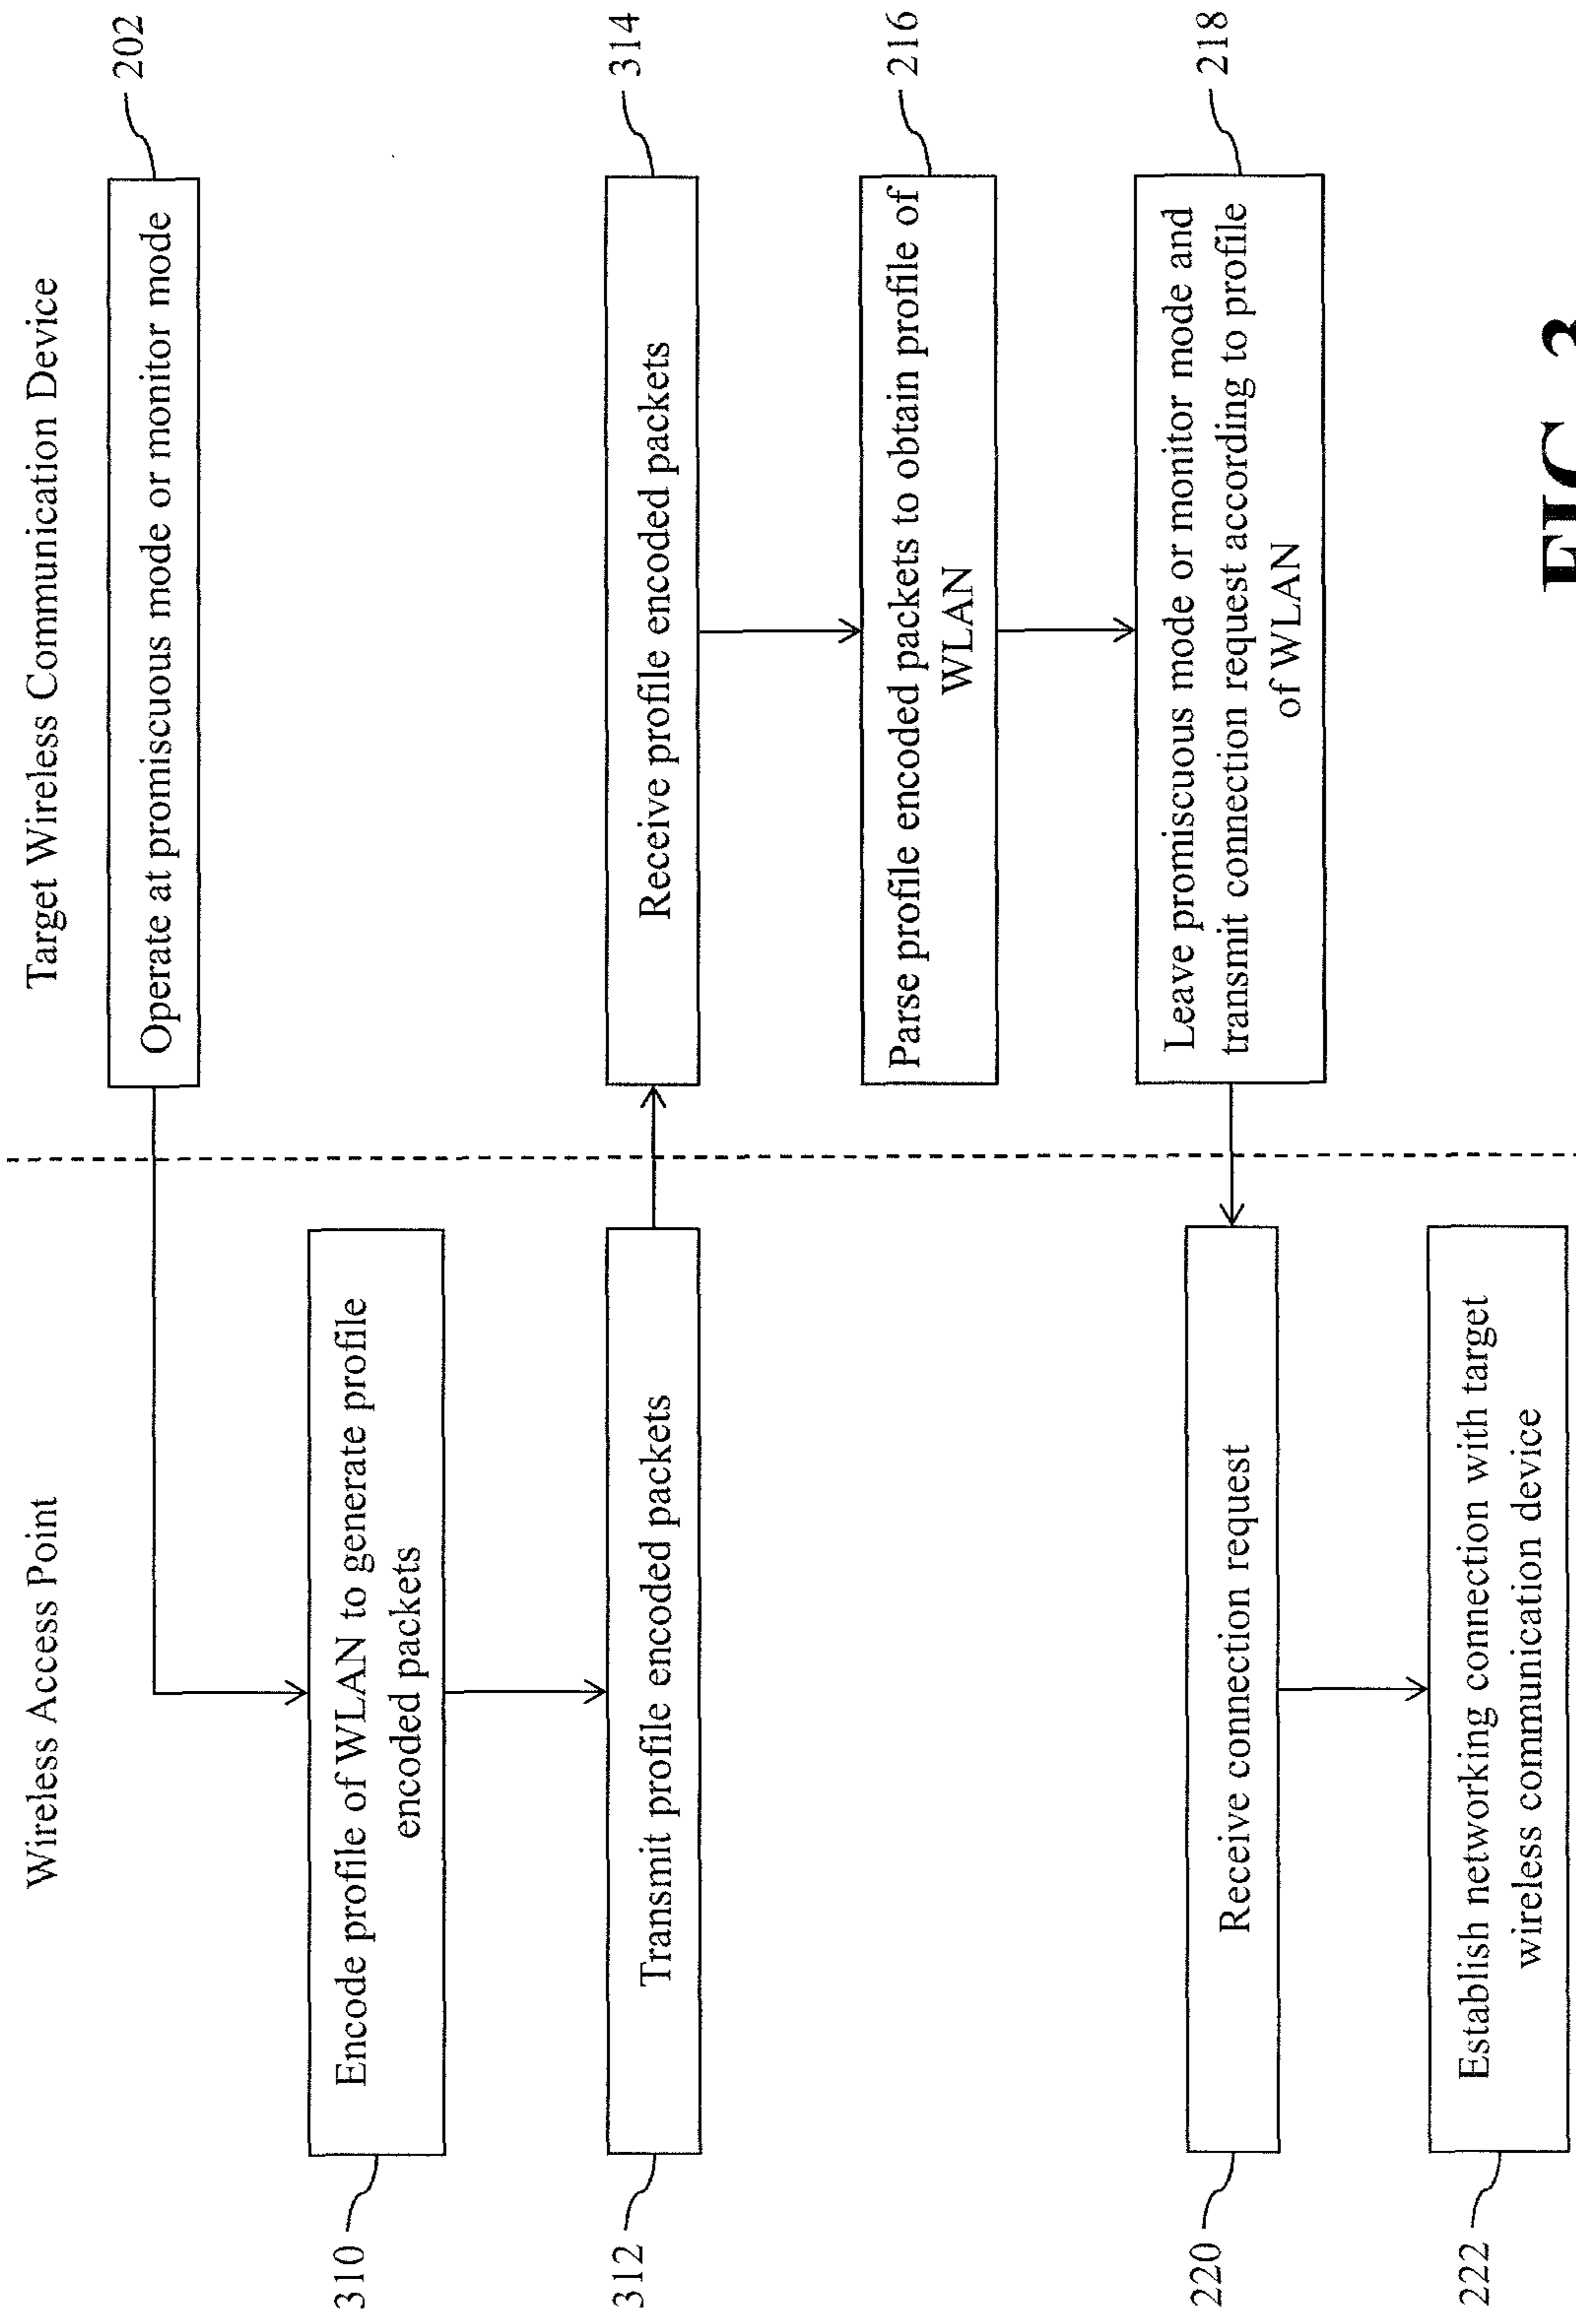 Wireless Access Point
Target Wireless Communication Device
Operate at promiscuous mode or monitor mode
202
310
Encode profile of WLAN to generate profile
encoded packets
312
Transmit profile encoded packets
Receive profile encoded packets
314
Parse profile encoded packets to obtain profile of
WLAN
216
Leave promiscuous mode or monitor mode and
transmit connection request according to profile
of WLAN
218
220
Receive connection request
222
Establish networking connection with target
wireless communication device
FIG. 3